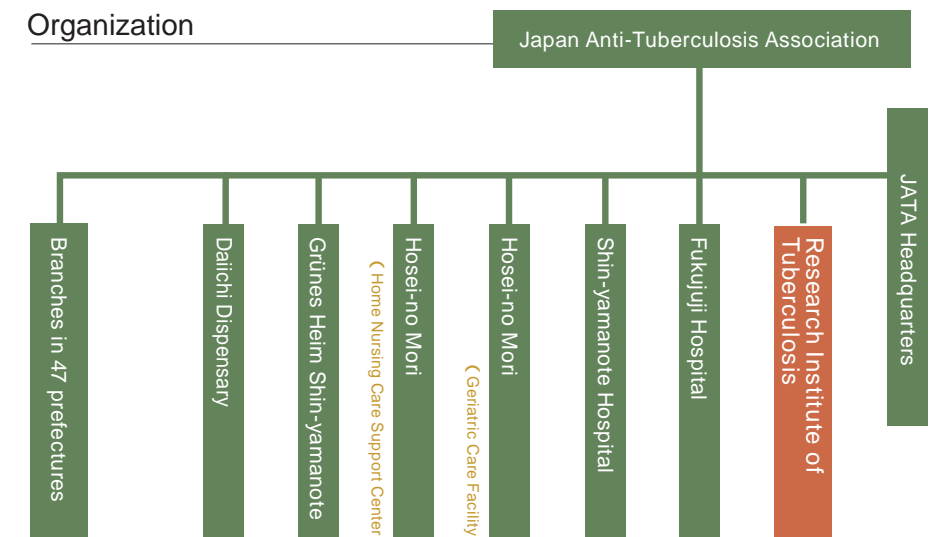 Organization
Japan Anti-Tuberculosis Association
JATA Headquarters
Branches in 47 prefectures
Daiichi Dispensary
Grünes Heim Shin-yamanote
Hosei-no Mori
( Home Nursing Care Support Center
Hosei-no Mori
( Geriatric Care Facility
Shin-yamanote Hospital
Fukujuji Hospital
Research Institute of
Tuberculosis